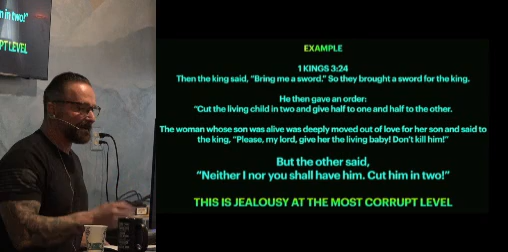 n in two!"
PT LEVEL
EXAMPLE
1 KINGS 3:24
Then the king said, "Bring me a sword." So they brought a sword for the king.
He then gave an order:
"Cut the living child in two and give half to one and half to the other.
The woman whose son was alive was deeply moved out of love for her son and said to
the king, "Please, my lord, give her the living baby! Don't kill him!"
But the other said,
"Neither I nor you shall have him. Cut him in two!"
THIS IS JEALOUSY AT THE MOST CORRUPT LEVEL